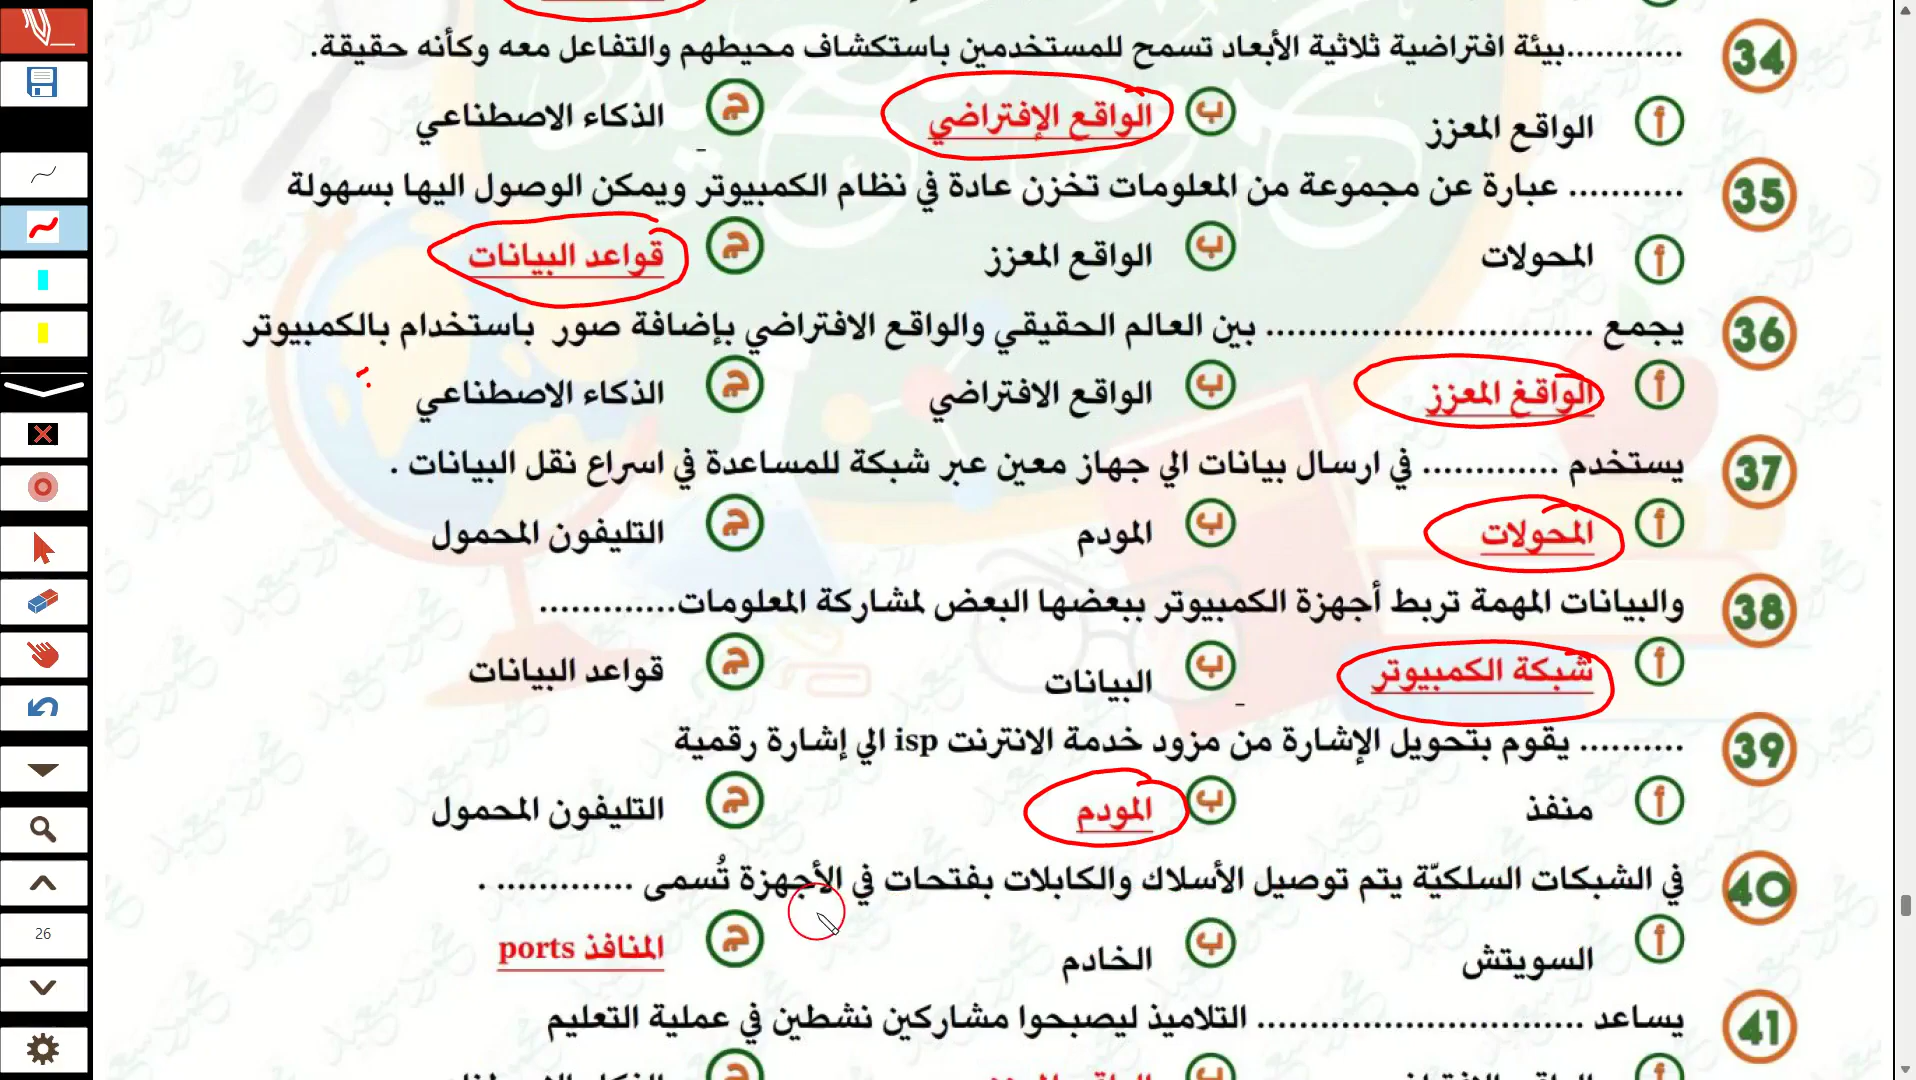 34 ............بيئة افتراضية ثلاثية الأبعاد تسمح للمستخدمين باستكشاف محيطهم والتفاعل معه وكأنه حقيقة.
أ الواقع المعزز ب الواقع الإفتراضي ج الذكاء الاصطناعي
35 ........... عبارة عن مجموعة من المعلومات تخزن عادة في نظام الكمبيوتر ويمكن الوصول اليها بسهولة
أ المحولات ب الواقع المعزز ج قواعد البيانات
36 يجمع ............................... بين العالم الحقيقي والواقع الافتراضي بإضافة صور باستخدام بالكمبيوتر
أ الواقغ المعزز ب الواقع الافتراضي ج الذكاء الاصطناعي
37 يستخدم ............. في ارسال بيانات الي جهاز معين عبر شبكة للمساعدة في اسراع نقل البيانات .
أ المحولات ب المودم ج التليفون المحمول
38 والبيانات المهمة تربط أجهزة الكمبيوتر ببعضها البعض لمشاركة المعلومات.............
أ شبكة الكمبيوتر ب البيانات ج قواعد البيانات
39 .......... يقوم بتحويل الإشارة من مزود خدمة الانترنت isp الي إشارة رقمية
أ منفذ ب المودم ج التليفون المحمول
40 في الشبكات السلكيّة يتم توصيل الأسلاك والكابلات بفتحات في الأجهزة تُسمى ............. .
أ السويتش ب الخادم ج المنافذ ports
41 يساعد ............................... التلاميذ ليصبحوا مشاركين نشطين في عملية التعليم
26